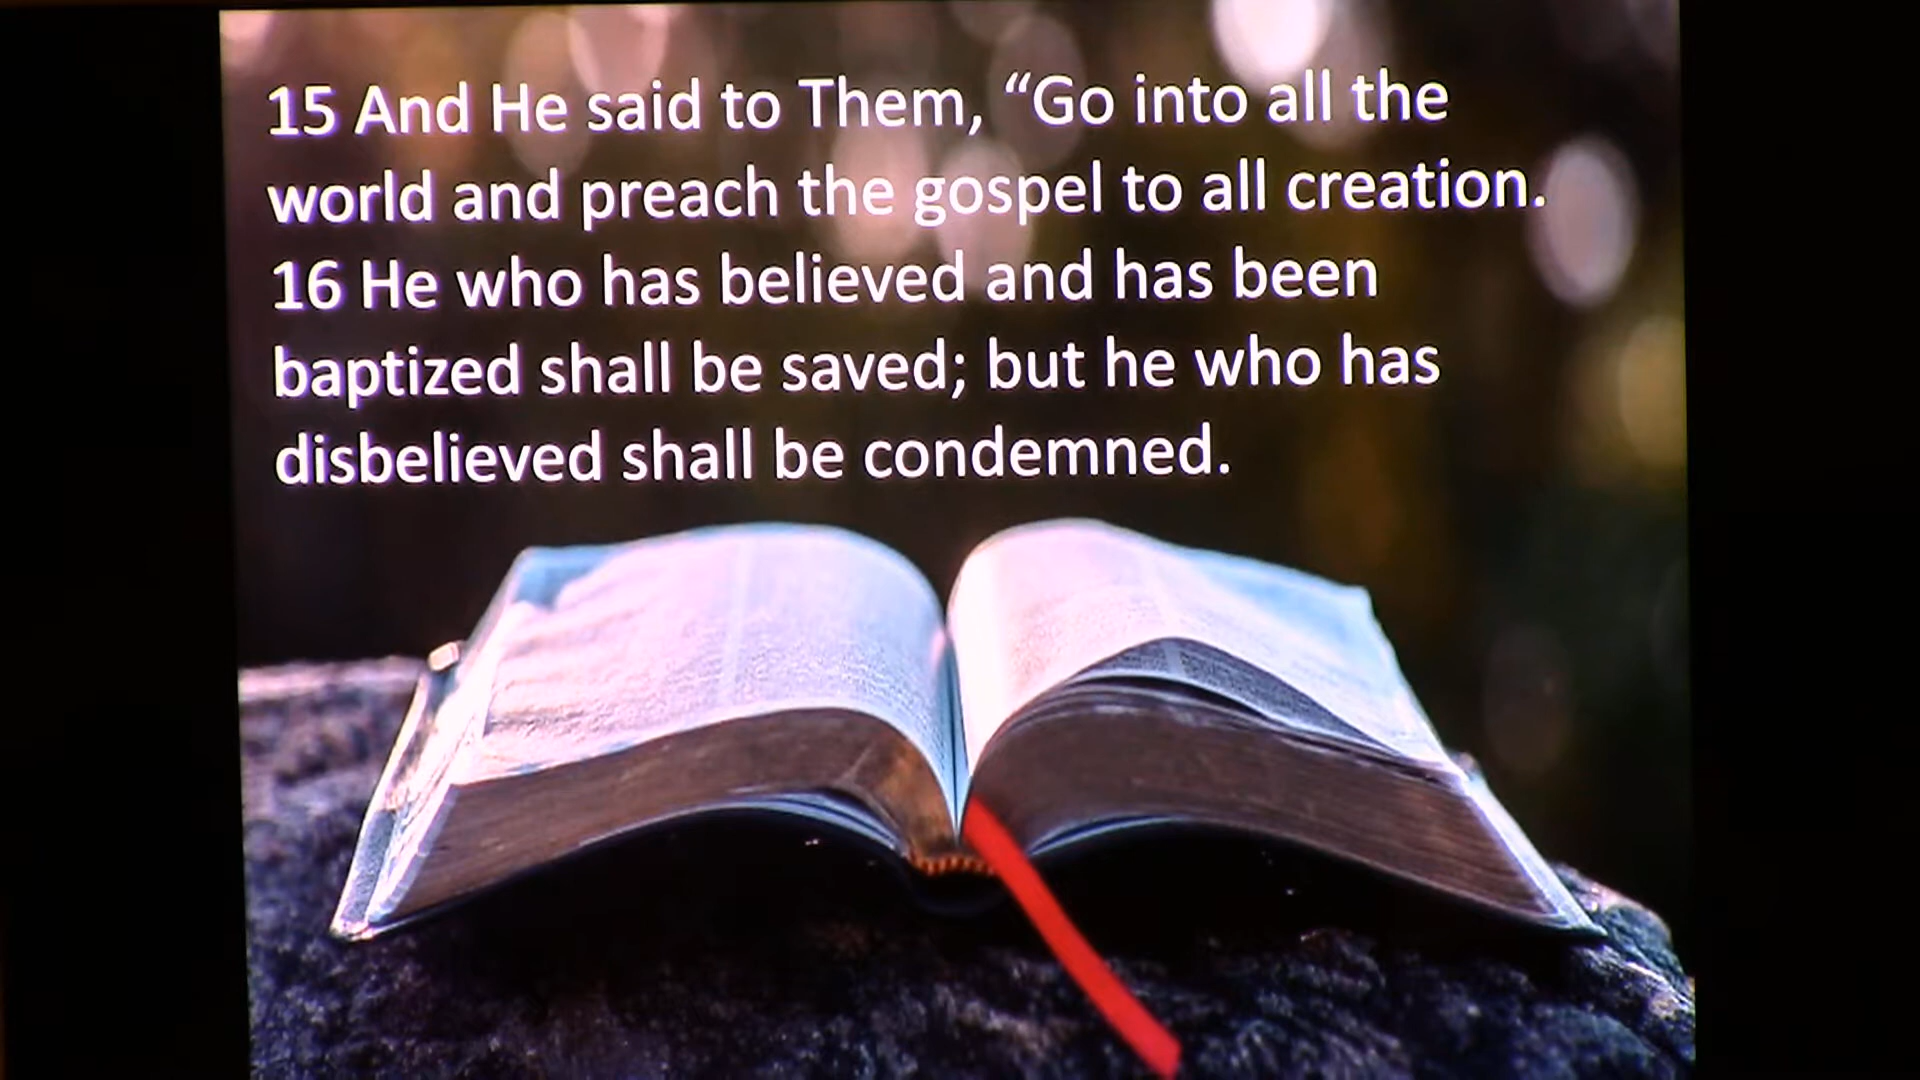 15 And He said to Them, “Go into all the
world and preach the gospel to all creation.
16 He who has believed and has been
baptized shall be saved; but he who has
disbelieved shall be condemned.